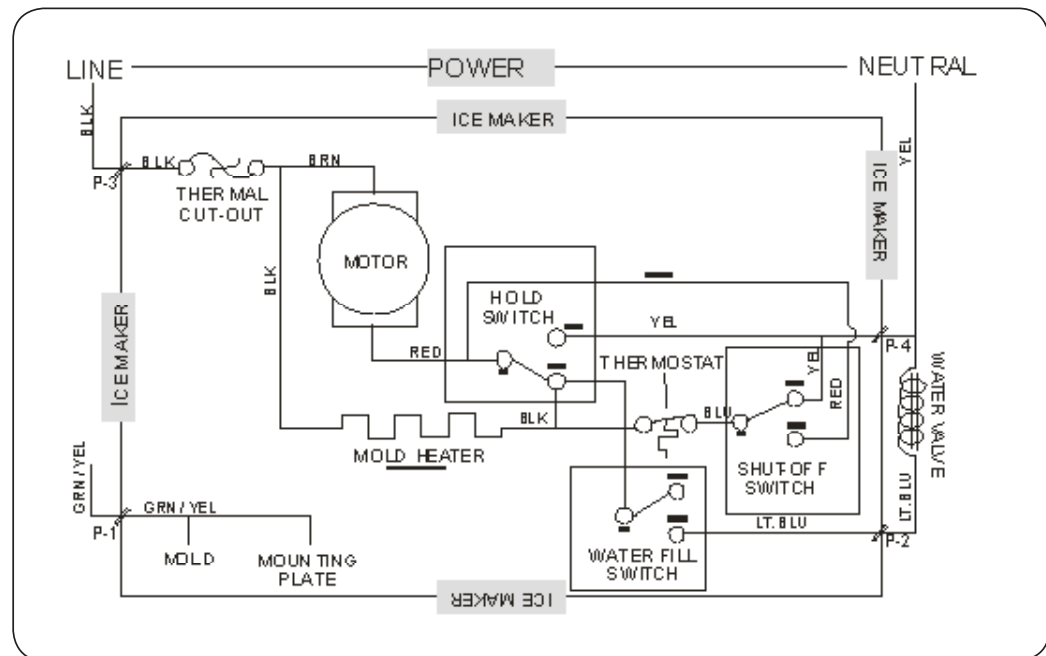 LINE
POWER
NEUTRAL
BLK
ICE MAKER
YEL
BLK
BRN
P-3
THERMAL
CUT-OUT
ICE MAKER
MOTOR
BLK
HOLD
SWITCH
YEL
ICEMAKER
RED
THERMOSTAT
P-4
YEL
RED
WATER VALVE
BLK
BLU
MOLD HEATER
SHUT-OFF
SWITCH
GRN/YEL
GRN/YEL
LT.BLU
LT.BLU
P-1
P-2
MOLD
MOUNTING
PLATE
WATER FILL
SWITCH
ICE MAKER